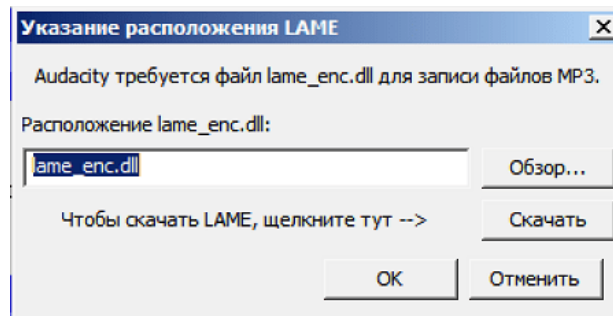 Указание расположения LAME
Audacity требуется файл lame_enc.dll для записи файлов MP3.
Расположение lame_enc.dll:
lame_enc.dll
Обзор...
Чтобы скачать LAME, щелкните тут -->
Скачать
ОК
Отменить